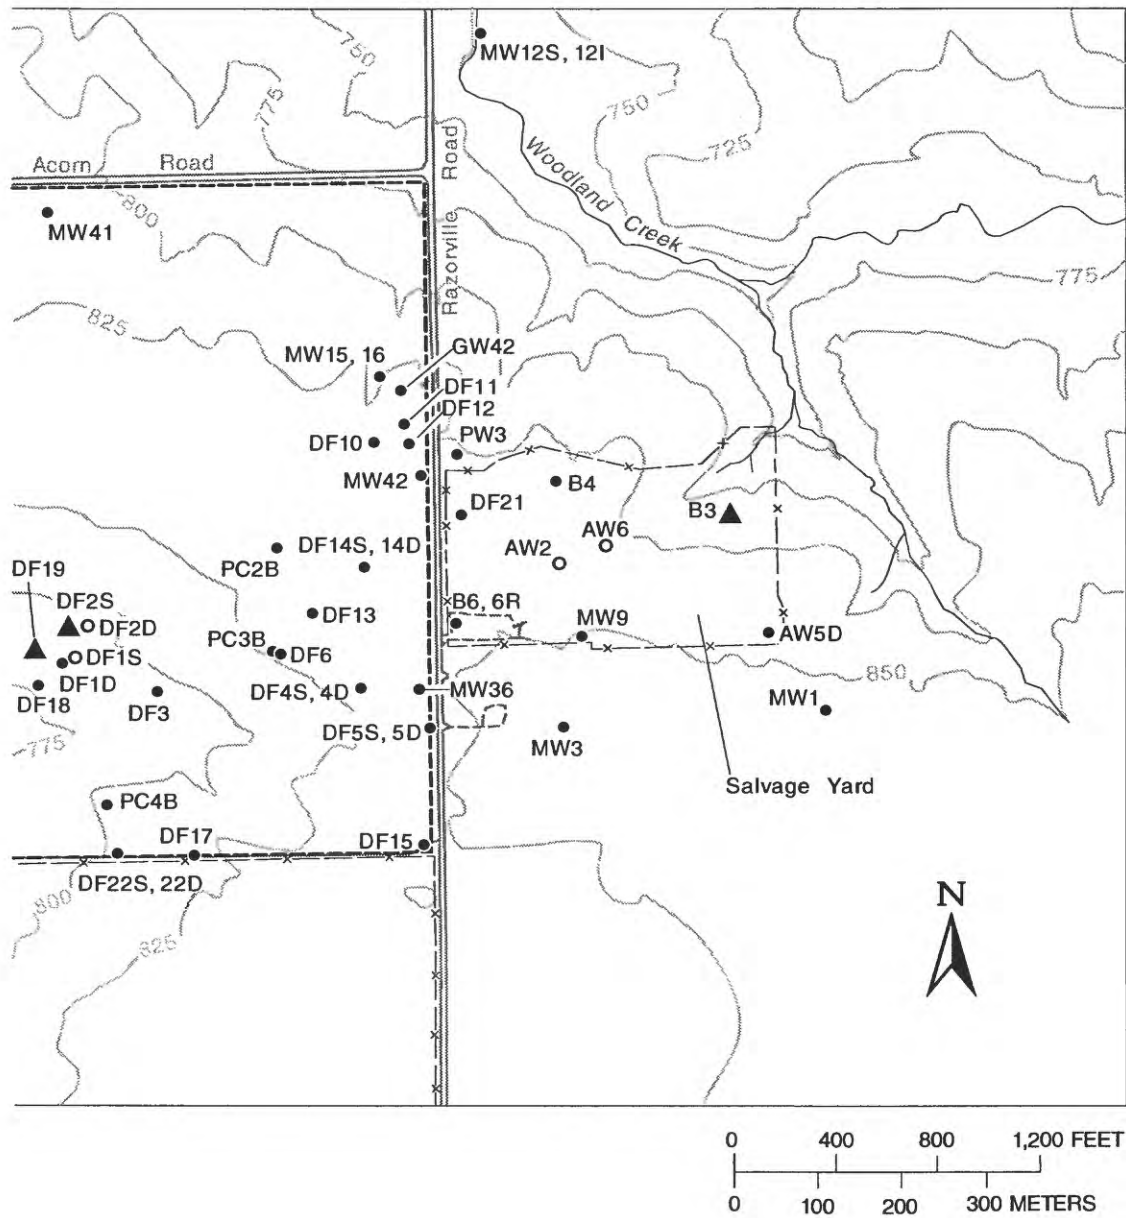 750
775
MW12S, 12I
750
725
Acorn Road
Razorville Road
Woodland Creek
800
MW41
775
825
MW15, 16
GW42
DF11
DF12
DF10
PW3
MW42
B4
DF21
B3
AW6
AW2
DF14S, 14D
PC2B
DF19
DF2S
DF2D
DF13
B6, 6R
MW9
AW5D
PC3B
DF6
DF1S
DF1D
DF18
DF3
DF4S, 4D
MW36
850
MW1
DF5S, 5D
MW3
775
Salvage Yard
PC4B
DF17
DF15
DF22S, 22D
800
825
N
0 400 800 1,200 FEET
0 100 200 300 METERS